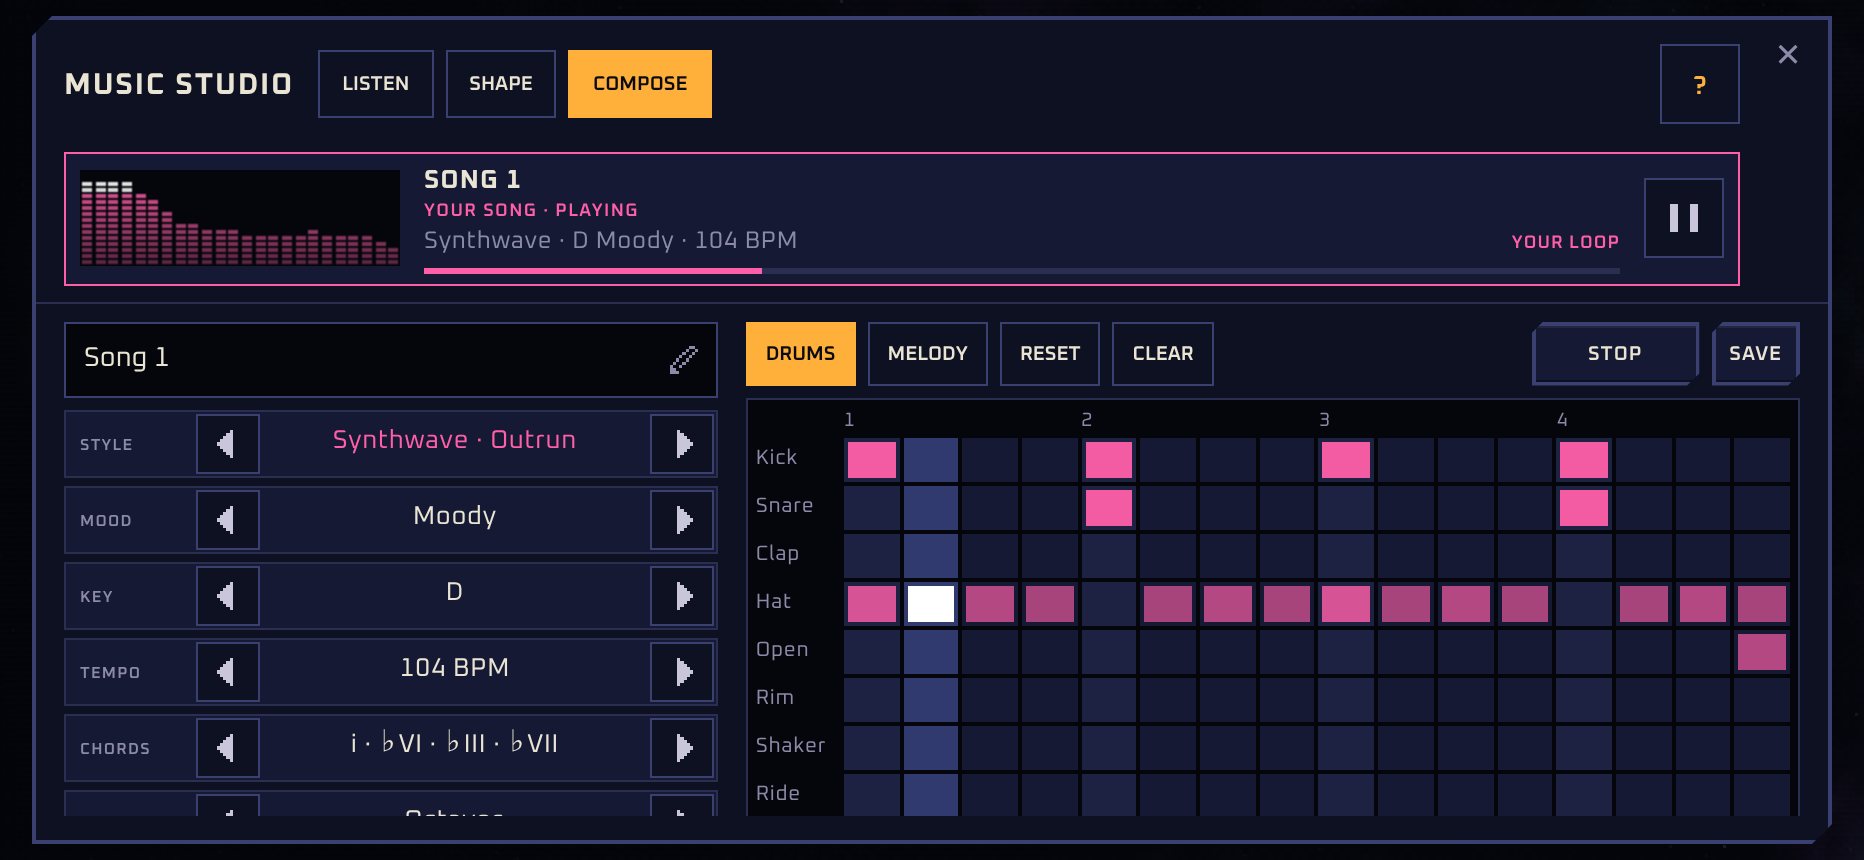 MUSIC STUDIO LISTEN SHAPE COMPOSE ? ×
SONG 1
YOUR SONG · PLAYING
Synthwave · D Moody · 104 BPM
YOUR LOOP
Song 1
STYLE Synthwave · Outrun
MOOD Moody
KEY D
TEMPO 104 BPM
CHORDS i · ♭VI · ♭III · ♭VII
DRUMS MELODY RESET CLEAR STOP SAVE
1 2 3 4
Kick
Snare
Clap
Hat
Open
Rim
Shaker
Ride